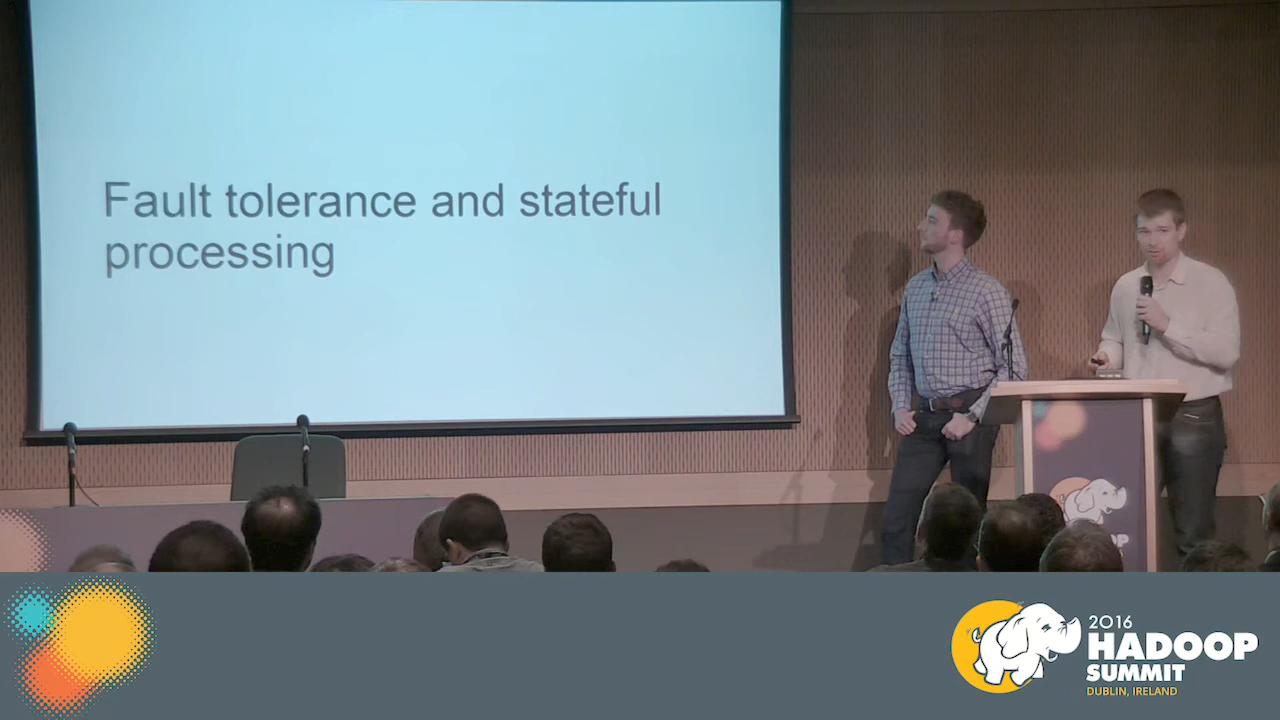 Fault tolerance and stateful
processing
2016
HADOOP
SUMMIT
DUBLIN, IRELAND